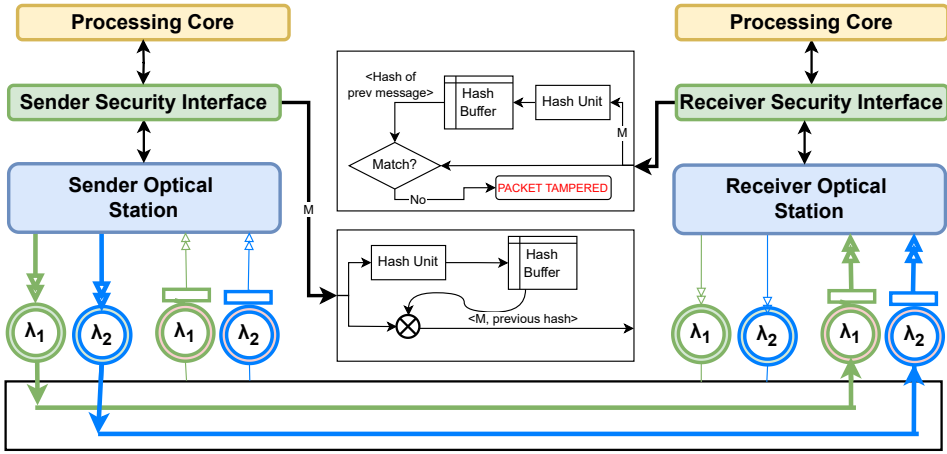 Processing Core
Processing Core
Sender Security Interface
Receiver Security Interface
<Hash of
prev message>
Hash
Buffer
Hash Unit
M
Match?
No
PACKET TAMPERED
Sender Optical
Station
Receiver Optical
Station
M
Hash Unit
Hash
Buffer
<M, previous hash>
λ1
λ2
λ1
λ2
λ1
λ2
λ1
λ2